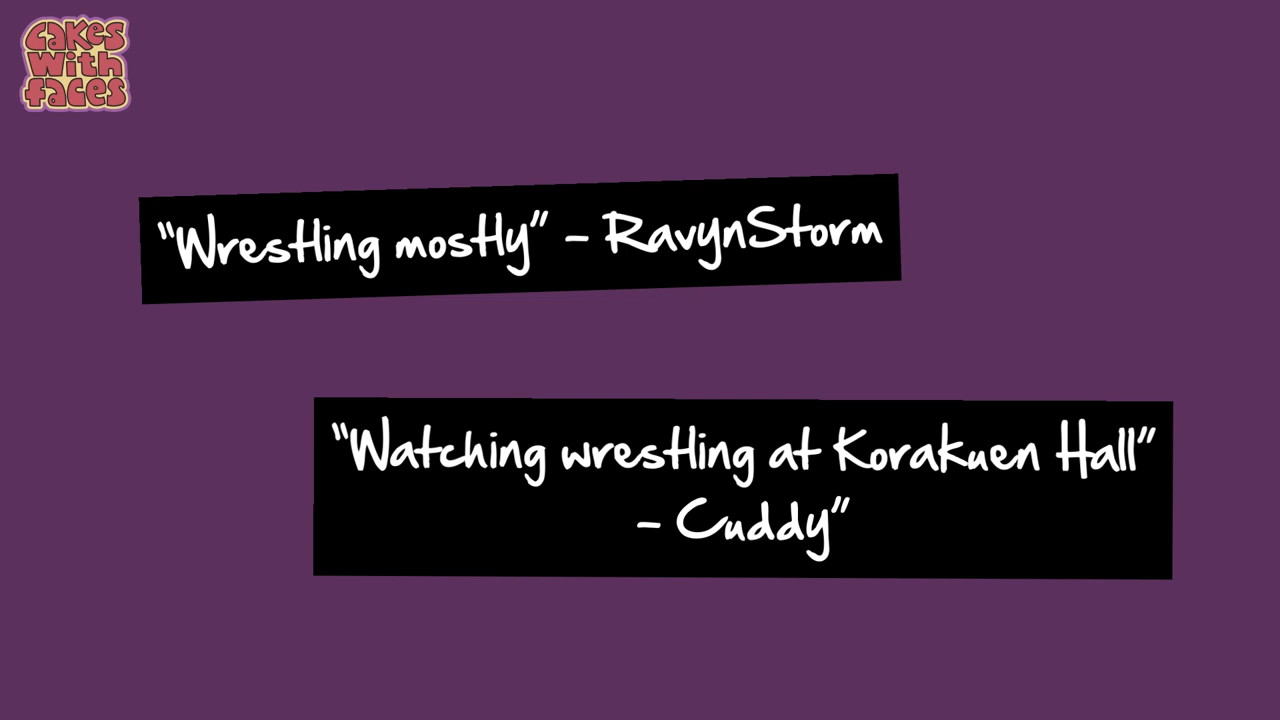 Cakes
With
faces
“Wrestling mostly” – RavynStorm
“Watching wrestling at Korakuen Hall”
– Cuddy”